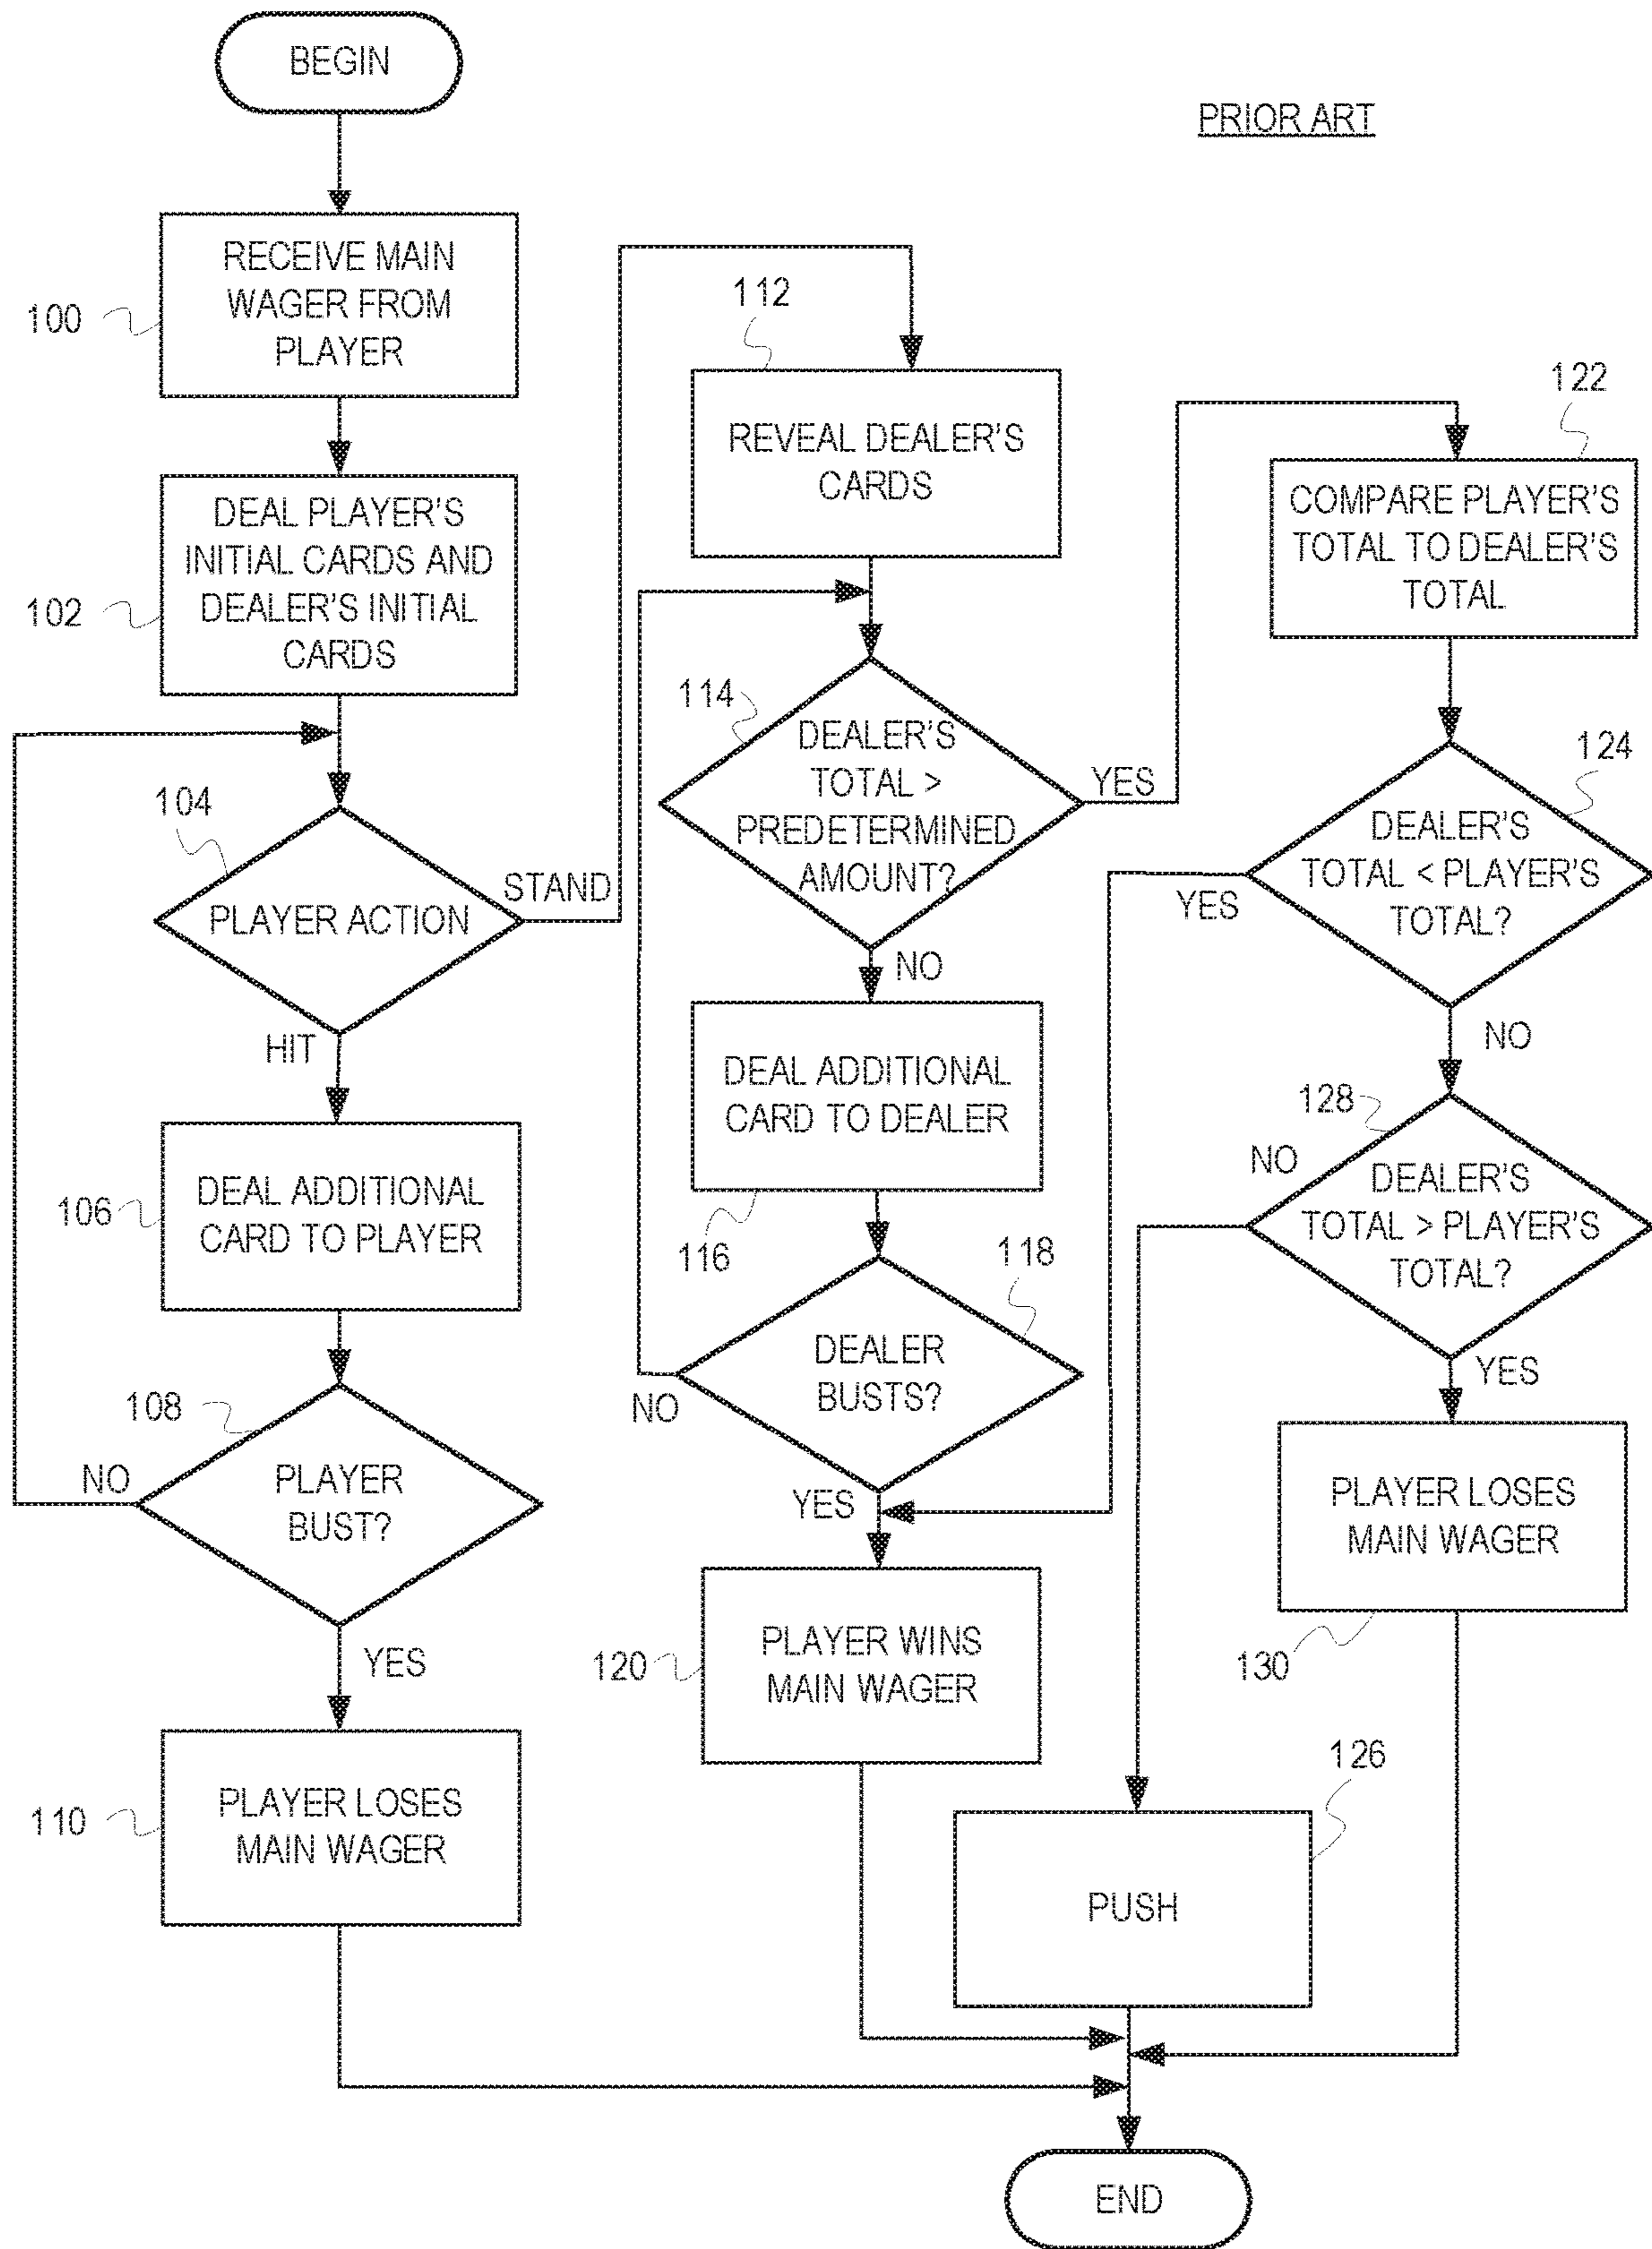 BEGIN
PRIOR ART
RECEIVE MAIN
WAGER FROM
PLAYER
100
DEAL PLAYER'S
INITIAL CARDS AND
DEALER'S INITIAL
CARDS
102
104
PLAYER ACTION
STAND
HIT
DEAL ADDITIONAL
CARD TO PLAYER
106
108
PLAYER
BUST?
NO
YES
PLAYER LOSES
MAIN WAGER
110
112
REVEAL DEALER'S
CARDS
114
DEALER'S
TOTAL >
PREDETERMINED
AMOUNT?
YES
NO
DEAL ADDITIONAL
CARD TO DEALER
116
118
DEALER
BUSTS?
NO
YES
PLAYER WINS
MAIN WAGER
120
122
COMPARE PLAYER'S
TOTAL TO DEALER'S
TOTAL
124
DEALER'S
TOTAL < PLAYER'S
TOTAL?
YES
NO
128
DEALER'S
TOTAL > PLAYER'S
TOTAL?
NO
YES
PLAYER LOSES
MAIN WAGER
130
126
PUSH
END